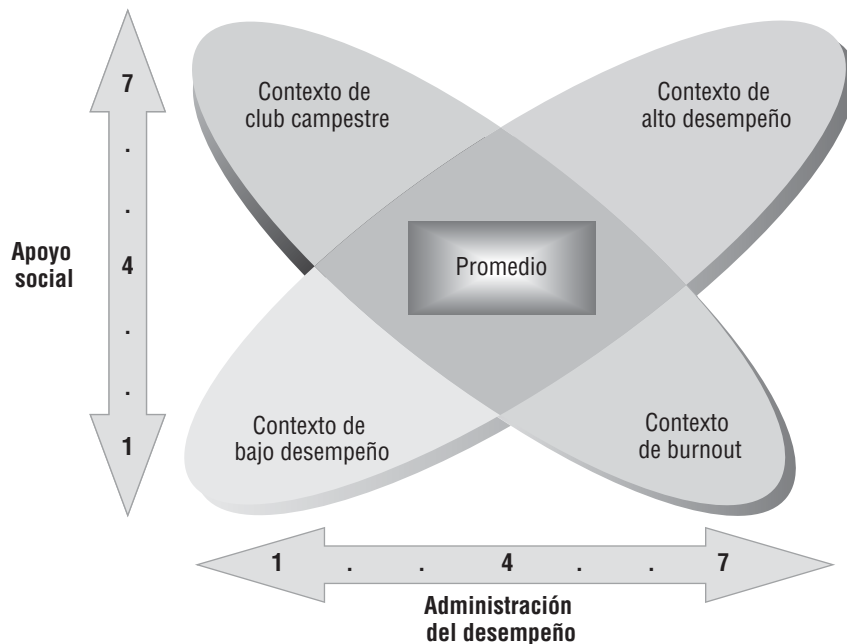 7
Contexto de
club campestre
Contexto de
alto desempeño
.
.
Apoyo
social
4
Promedio
.
.
1
Contexto de
bajo desempeño
Contexto
de burnout
1 . . 4 . . 7
Administración
del desempeño